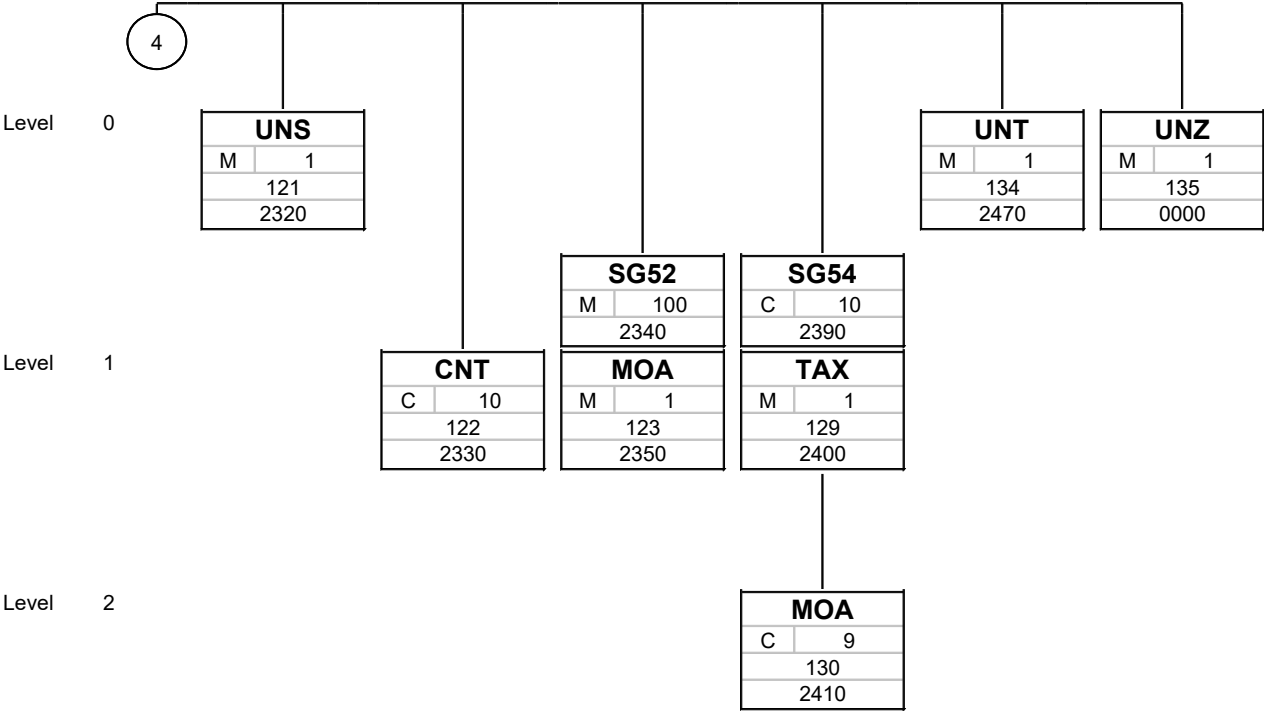 4
Level 0
UNS
M 1
121
2320
UNT
M 1
134
2470
UNZ
M 1
135
0000
SG52
M 100
2340
SG54
C 10
2390
Level 1
CNT
C 10
122
2330
MOA
M 1
123
2350
TAX
M 1
129
2400
Level 2
MOA
C 9
130
2410